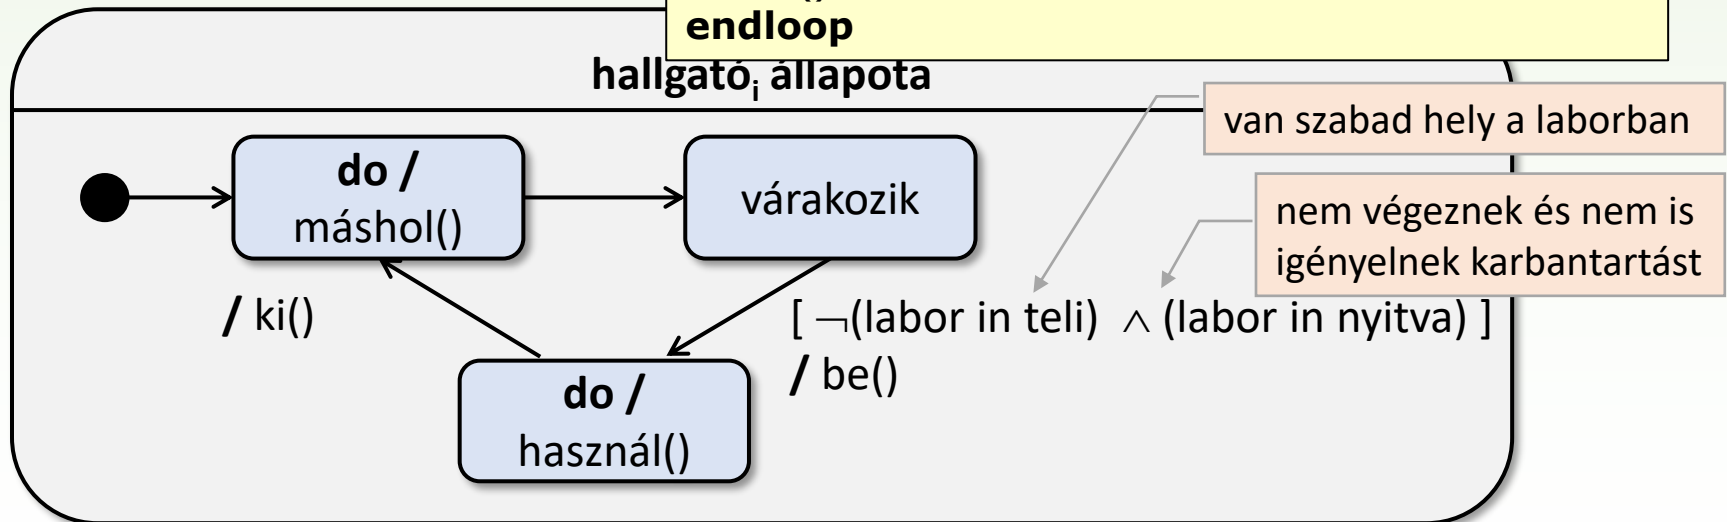 endloop
hallgatói állapota
van szabad hely a laborban
do /
máshol()
várakozik
nem végeznek és nem is
igényelnek karbantartást
/ ki()
[ ¬(labor in teli) ∧ (labor in nyitva) ]
/ be()
do /
használ()